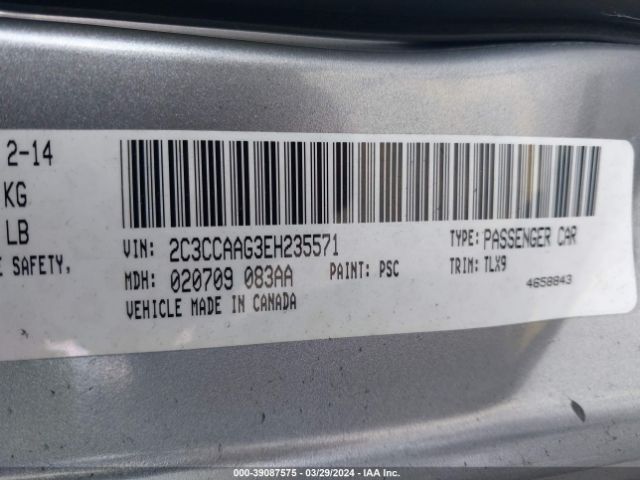 2-14
KG
LB
E SAFETY,
VIN: 2C3CCAAG3EH235571
TYPE: PASSENGER CAR
MDH: 020709 083AA
PAINT: PSC
TRIM: TLX9
4658843
VEHICLE MADE IN CANADA
000-39087575 | 03/29/2024 | IAA Inc.